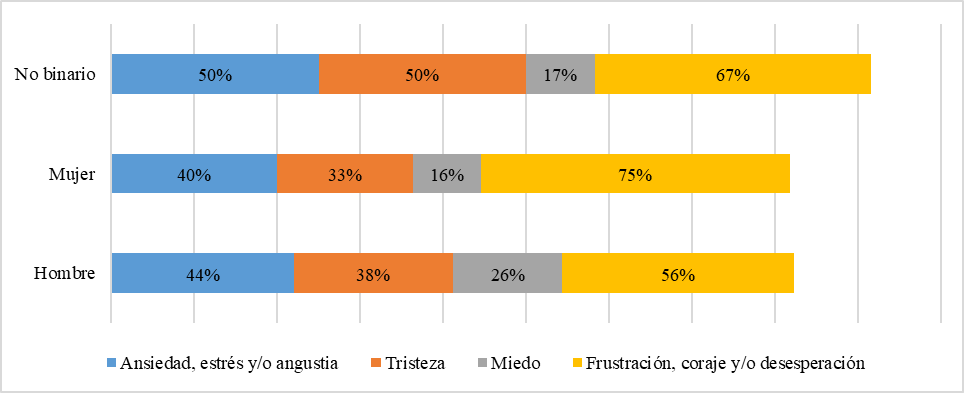 No binario 50% 50% 17% 67%
Mujer 40% 33% 16% 75%
Hombre 44% 38% 26% 56%
Ansiedad, estrés y/o angustia Tristeza Miedo Frustración, coraje y/o desesperación